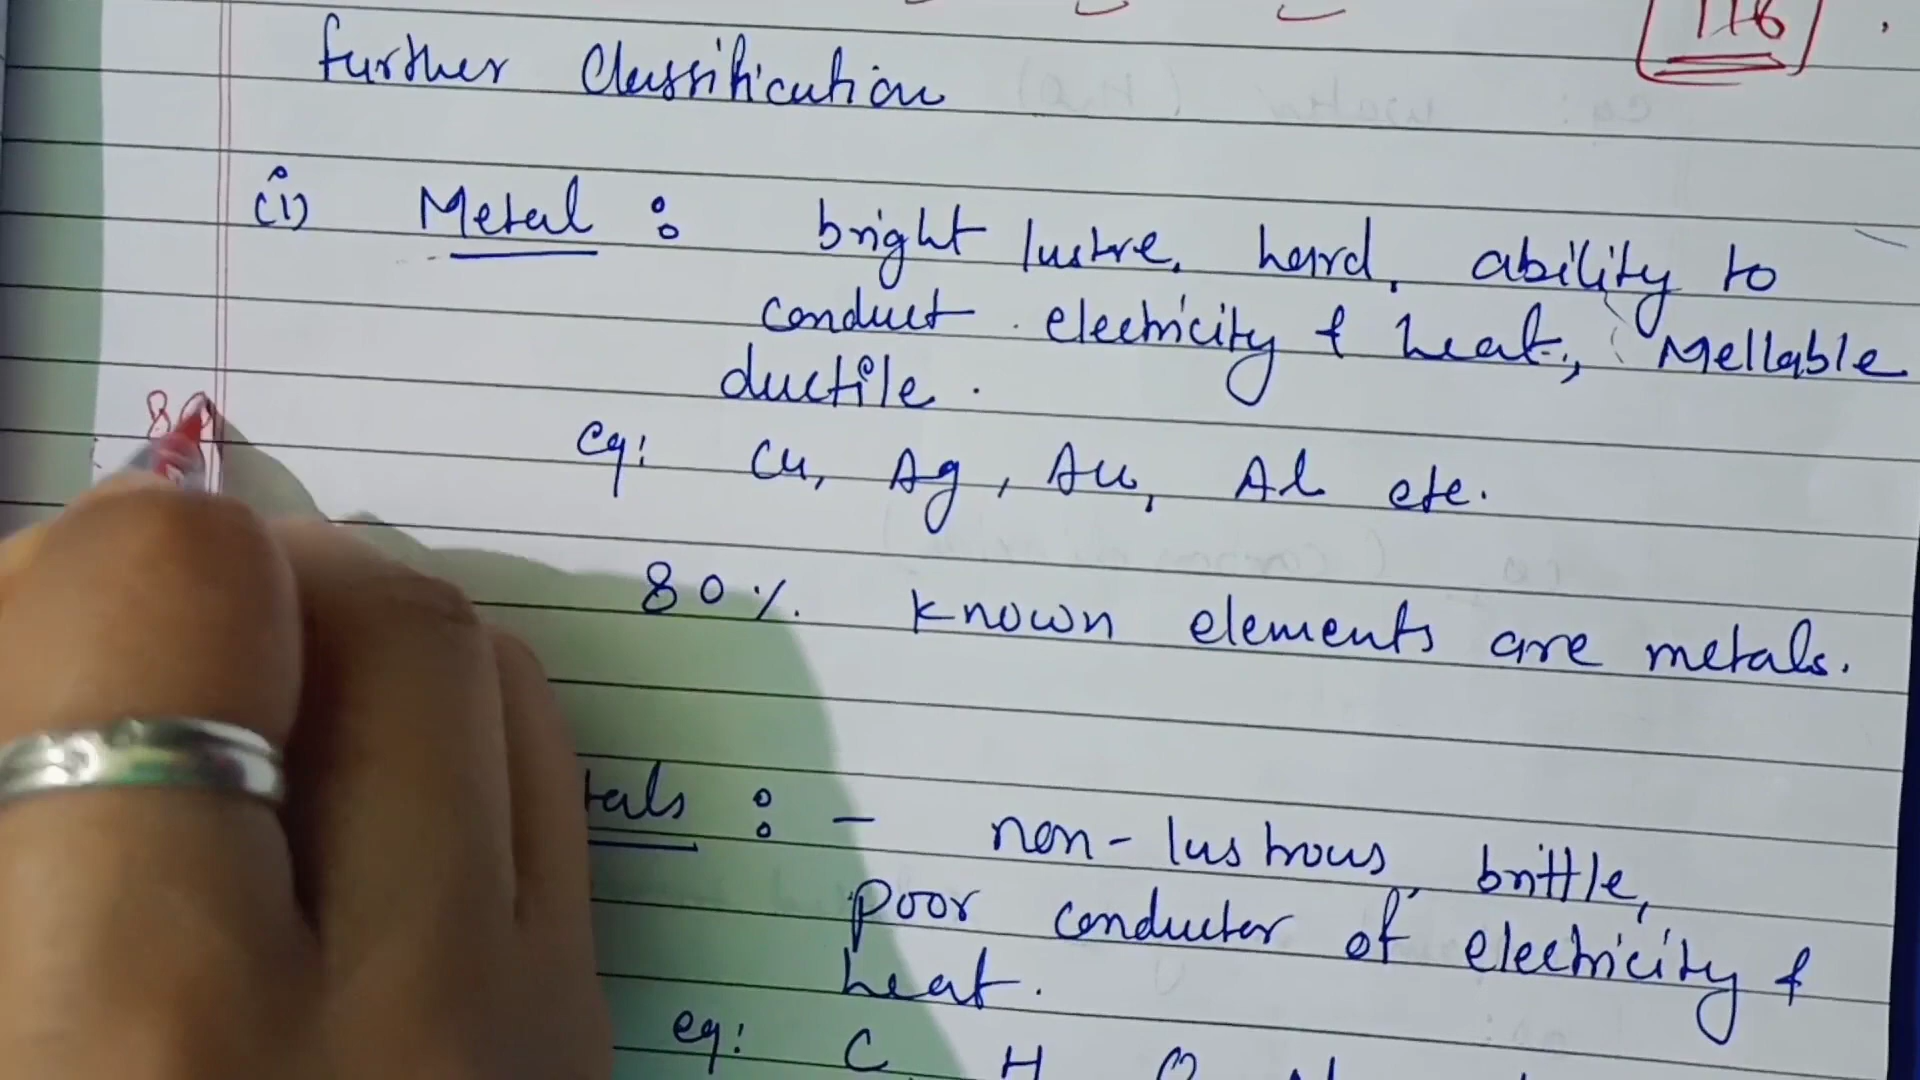 116
further Classification
(i) Metal : bright lustre, hard, ability to
conduct electricity & heat, Mellable
ductile.
eg: Cu, Ag, Au, Al etc.
80
80% known elements are metals.
tals : - non-lustrous, brittle,
poor conductor of electricity &
heat.
eg: C H O N